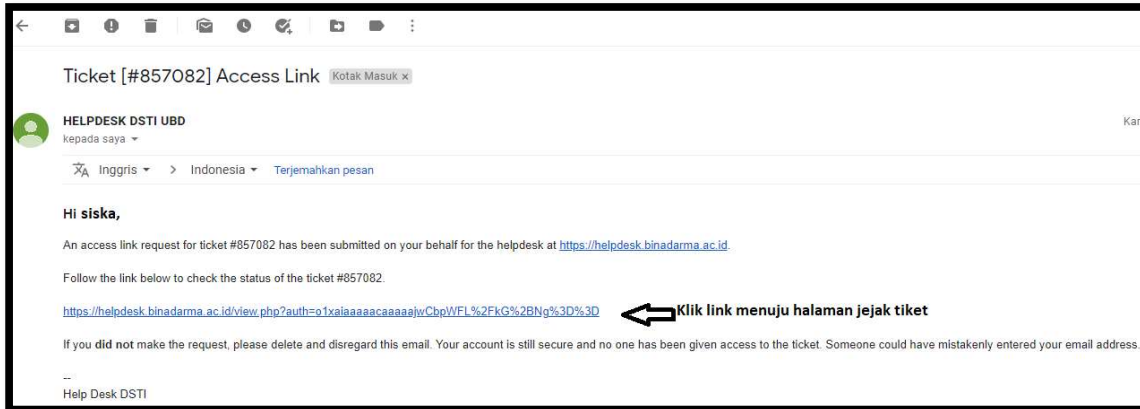 Ticket [#857082] Access Link Kotak Masuk x
HELPDESK DSTI UBD
kepada saya
Inggris > Indonesia Terjemahkan pesan
Hi siska,
An access link request for ticket #857082 has been submitted on your behalf for the helpdesk at https://helpdesk.binadarma.ac.id.
Follow the link below to check the status of the ticket #857082.
https://helpdesk.binadarma.ac.id/view.php?auth=o1xaiaaaaacaaaaajwCbpWFL%2FkG%2BNg%3D%3D Klik link menuju halaman jejak tiket
If you did not make the request, please delete and disregard this email. Your account is still secure and no one has been given access to the ticket. Someone could have mistakenly entered your email address.
--
Help Desk DSTI